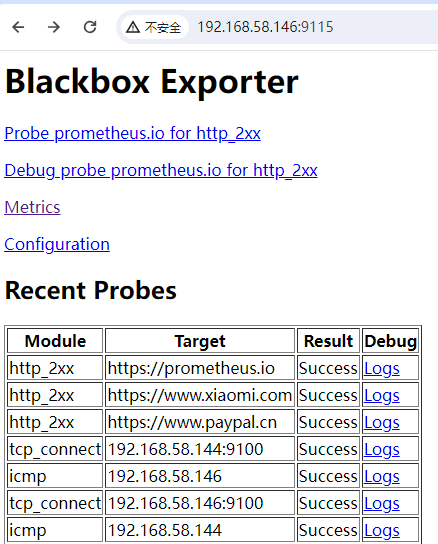 不安全 192.168.58.146:9115
Blackbox Exporter
Probe prometheus.io for http_2xx
Debug probe prometheus.io for http_2xx
Metrics
Configuration
Recent Probes
Module Target Result Debug
http_2xx https://prometheus.io Success Logs
http_2xx https://www.xiaomi.com Success Logs
http_2xx https://www.paypal.cn Success Logs
tcp_connect 192.168.58.144:9100 Success Logs
icmp 192.168.58.146 Success Logs
tcp_connect 192.168.58.146:9100 Success Logs
icmp 192.168.58.144 Success Logs